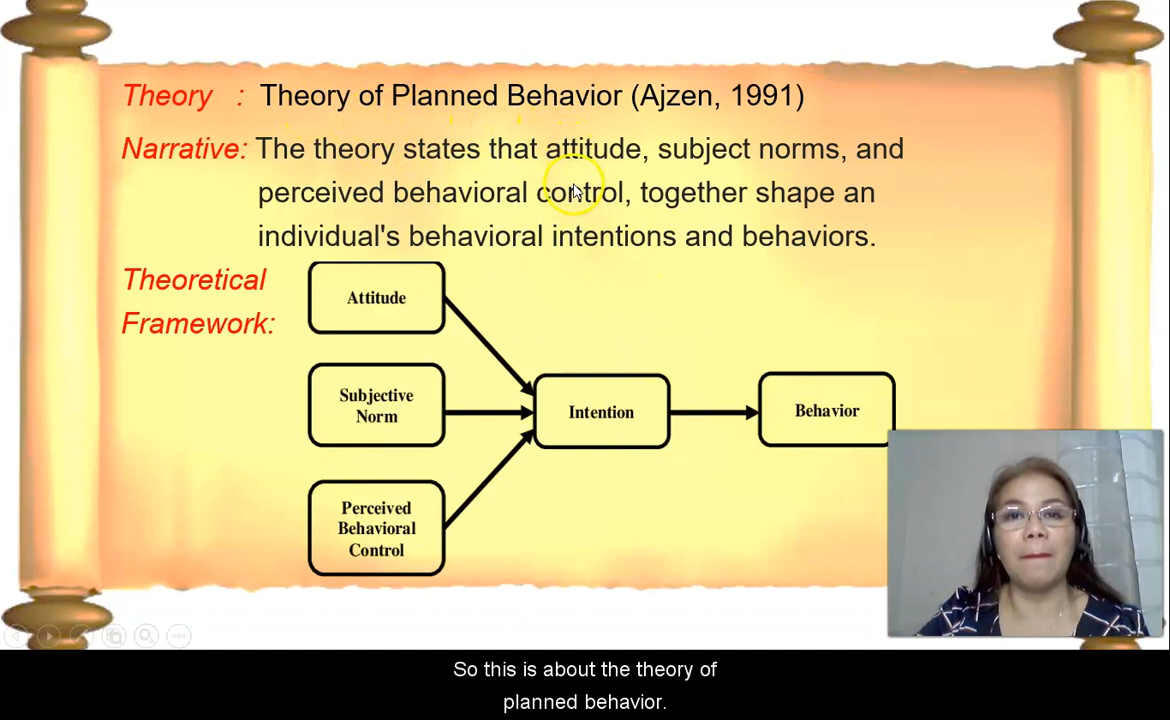 Theory : Theory of Planned Behavior (Ajzen, 1991)
Narrative: The theory states that attitude, subject norms, and
perceived behavioral control, together shape an
individual's behavioral intentions and behaviors.
Theoretical
Framework:
Attitude
Subjective
Norm
Perceived
Behavioral
Control
Intention
Behavior
So this is about the theory of
planned behavior.